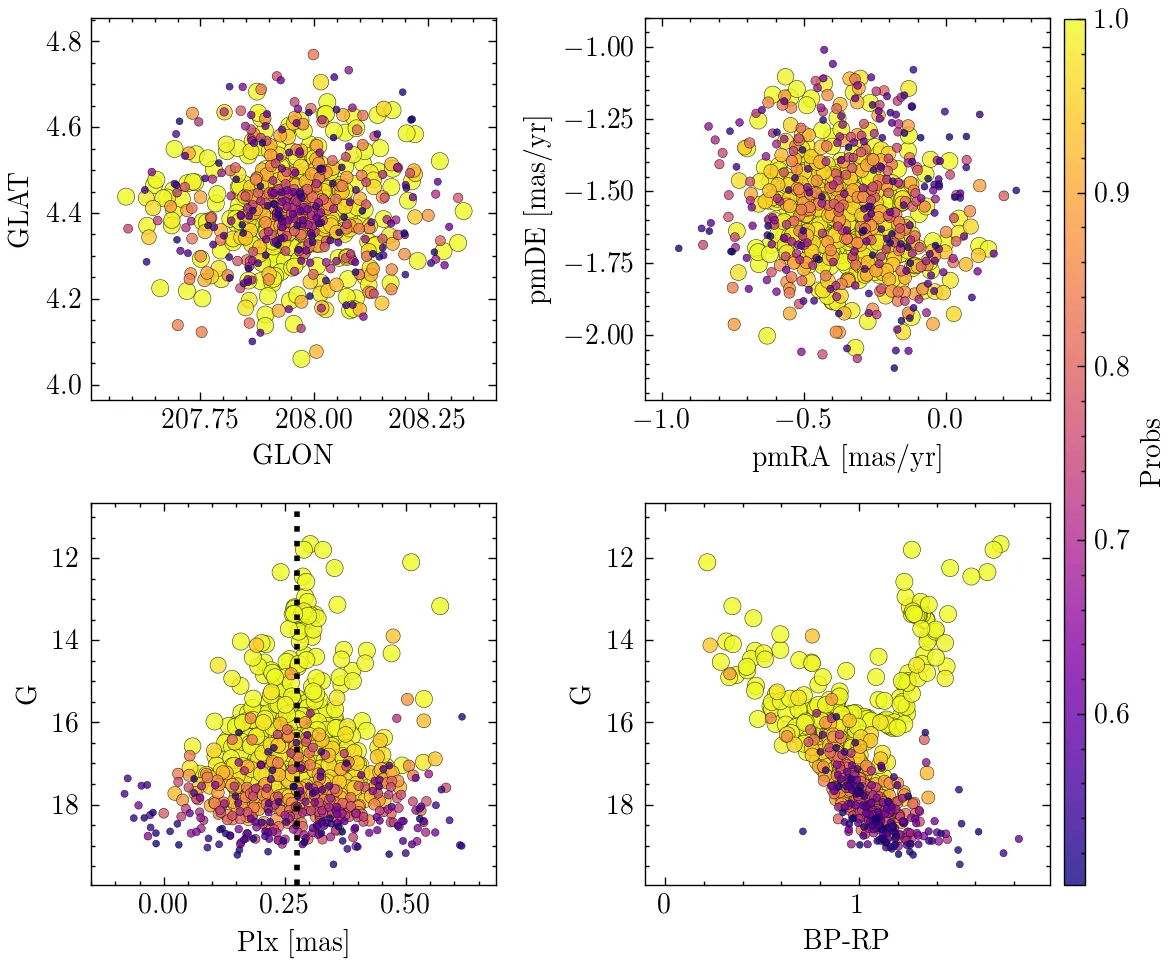 4.8
4.6
4.4
4.2
4.0
GLAT
207.75 208.00 208.25
GLON
−1.00
−1.25
−1.50
−1.75
−2.00
pmDE [mas/yr]
−1.0 −0.5 0.0
pmRA [mas/yr]
1.0
0.9
0.8
0.7
0.6
Probs
12
14
16
18
G
0.00 0.25 0.50
Plx [mas]
12
14
16
18
G
0 1
BP-RP